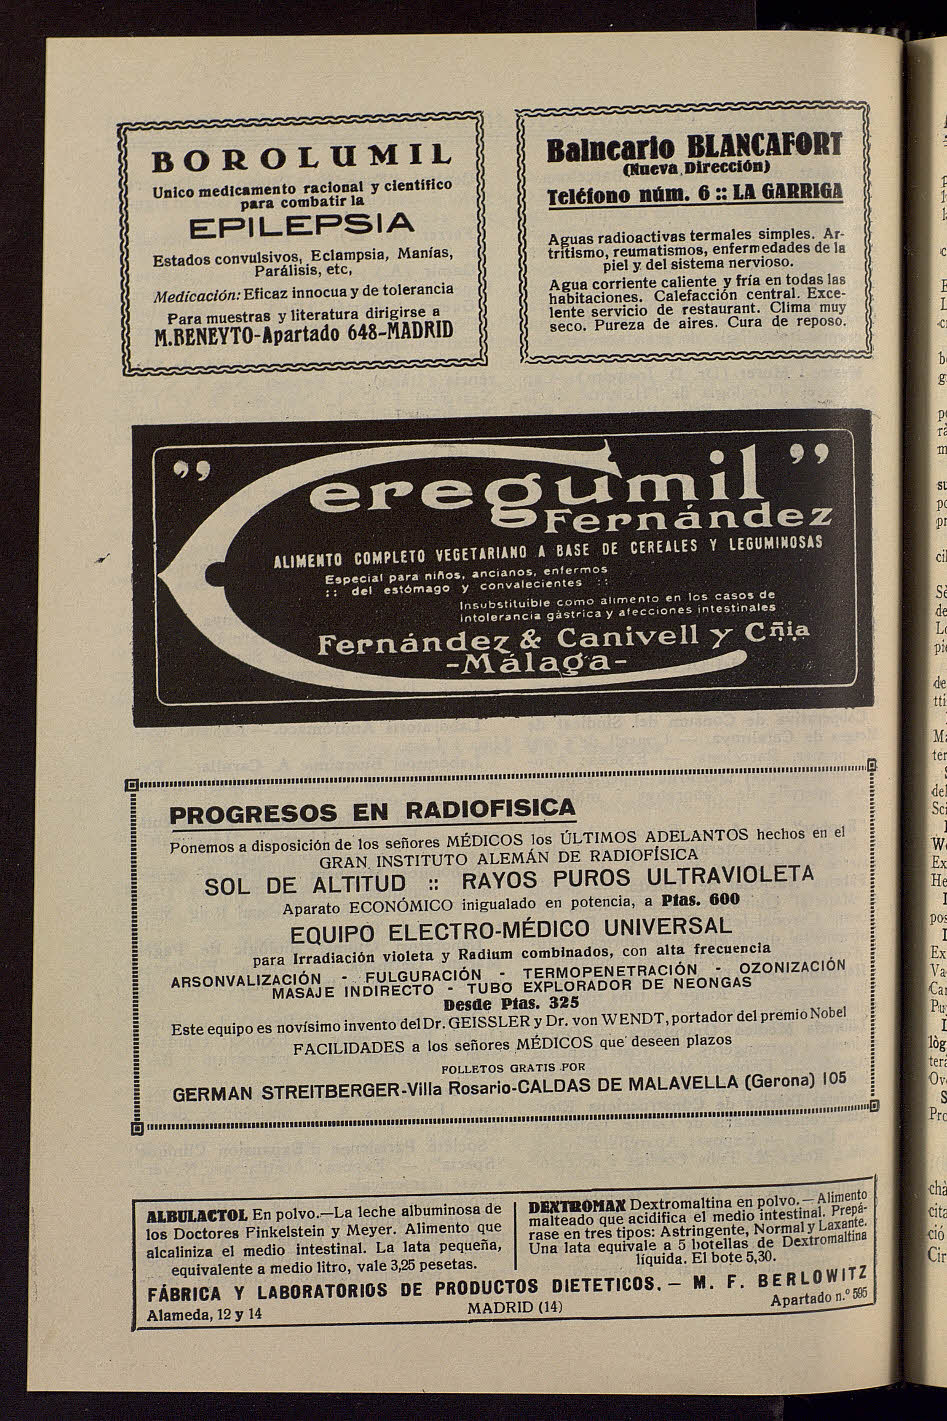 BOROLUMIL
Unico medicamento racional y científico
para combatir la
EPILEPSIA
Estados convulsivos, Eclampsia, Manías,
Parálisis, etc,
Medicación: Eficaz innocua y de tolerancia
Para muestras y literatura dirigirse a
M.BENEYTO-Apartado 648-MADRID
Balneario BLANCAFORT
(Nueva Dirección)
Teléfono núm. 6 :: LA GARRIGA
Aguas radioactivas termales simples. Ar-
tritismo, reumatismos, enfermedades de la
piel y del sistema nervioso.
Agua corriente caliente y fría en todas las
habitaciones. Calefacción central. Exce-
lente servicio de restaurant. Clima muy
seco. Pureza de aires. Cura de reposo.
"Ceregumil"
Fernández
ALIMENTO COMPLETO VEGETARIANO A BASE DE CEREALES Y LEGUMINOSAS
Especial para niños, ancianos, enfermos
:: del estómago y convalecientes ::
Insubstituible como alimento en los casos de
intolerancia gástrica y afecciones intestinales
Fernández & Canivell y Cñia
-Málaga-
PROGRESOS EN RADIOFISICA
Ponemos a disposición de los señores MÉDICOS los ÚLTIMOS ADELANTOS hechos en el
GRAN INSTITUTO ALEMÁN DE RADIOFÍSICA
SOL DE ALTITUD :: RAYOS PUROS ULTRAVIOLETA
Aparato ECONÓMICO inigualado en potencia, a Ptas. 600
EQUIPO ELECTRO-MÉDICO UNIVERSAL
para Irradiación violeta y Radium combinados, con alta frecuencia
ARSONVALIZACIÓN - FULGURACIÓN - TERMOPENETRACIÓN - OZONIZACIÓN
MASAJE INDIRECTO - TUBO EXPLORADOR DE NEONGAS
Desde Ptas. 325
Este equipo es novísimo invento del Dr. GEISSLER y Dr. von WENDT, portador del premio Nobel
FACILIDADES a los señores MÉDICOS que deseen plazos
FOLLETOS GRATIS POR
GERMAN STREITBERGER-Villa Rosario-CALDAS DE MALAVELLA (Gerona) 105
ALBULACTOL En polvo.—La leche albuminosa de
los Doctores Finkelstein y Meyer. Alimento que
alcaliniza el medio intestinal. La lata pequeña,
equivalente a medio litro, vale 3,25 pesetas.
DEXTROMAX Dextromaltina en polvo.—Alimento
malteado que acidifica el medio intestinal. Prepá-
rase en tres tipos: Astringente, Normal y Laxante.
Una lata equivale a 5 botellas de Dextromaltina
líquida. El bote 5,30.
FÁBRICA Y LABORATORIOS DE PRODUCTOS DIETETICOS.— M. F. BERLOWITZ
Alameda, 12 y 14 MADRID (14) Apartado n.º 595